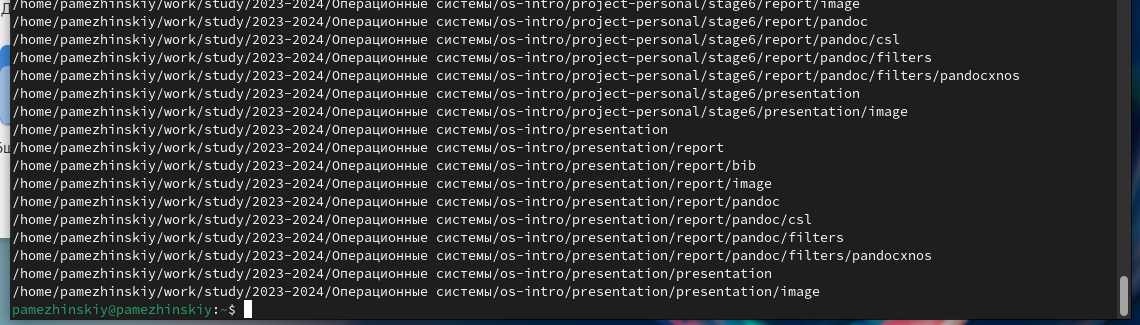 /home/pamezhinskiy/work/study/2023-2024/Операционные системы/os-intro/project-personal/stage6/report/image
/home/pamezhinskiy/work/study/2023-2024/Операционные системы/os-intro/project-personal/stage6/report/pandoc
/home/pamezhinskiy/work/study/2023-2024/Операционные системы/os-intro/project-personal/stage6/report/pandoc/csl
/home/pamezhinskiy/work/study/2023-2024/Операционные системы/os-intro/project-personal/stage6/report/pandoc/filters
/home/pamezhinskiy/work/study/2023-2024/Операционные системы/os-intro/project-personal/stage6/report/pandoc/filters/pandocxnos
/home/pamezhinskiy/work/study/2023-2024/Операционные системы/os-intro/project-personal/stage6/presentation
/home/pamezhinskiy/work/study/2023-2024/Операционные системы/os-intro/project-personal/stage6/presentation/image
/home/pamezhinskiy/work/study/2023-2024/Операционные системы/os-intro/presentation
/home/pamezhinskiy/work/study/2023-2024/Операционные системы/os-intro/presentation/report
/home/pamezhinskiy/work/study/2023-2024/Операционные системы/os-intro/presentation/report/bib
/home/pamezhinskiy/work/study/2023-2024/Операционные системы/os-intro/presentation/report/image
/home/pamezhinskiy/work/study/2023-2024/Операционные системы/os-intro/presentation/report/pandoc
/home/pamezhinskiy/work/study/2023-2024/Операционные системы/os-intro/presentation/report/pandoc/csl
/home/pamezhinskiy/work/study/2023-2024/Операционные системы/os-intro/presentation/report/pandoc/filters
/home/pamezhinskiy/work/study/2023-2024/Операционные системы/os-intro/presentation/report/pandoc/filters/pandocxnos
/home/pamezhinskiy/work/study/2023-2024/Операционные системы/os-intro/presentation/presentation
/home/pamezhinskiy/work/study/2023-2024/Операционные системы/os-intro/presentation/presentation/image
pamezhinskiy@pamezhinskiy:~$